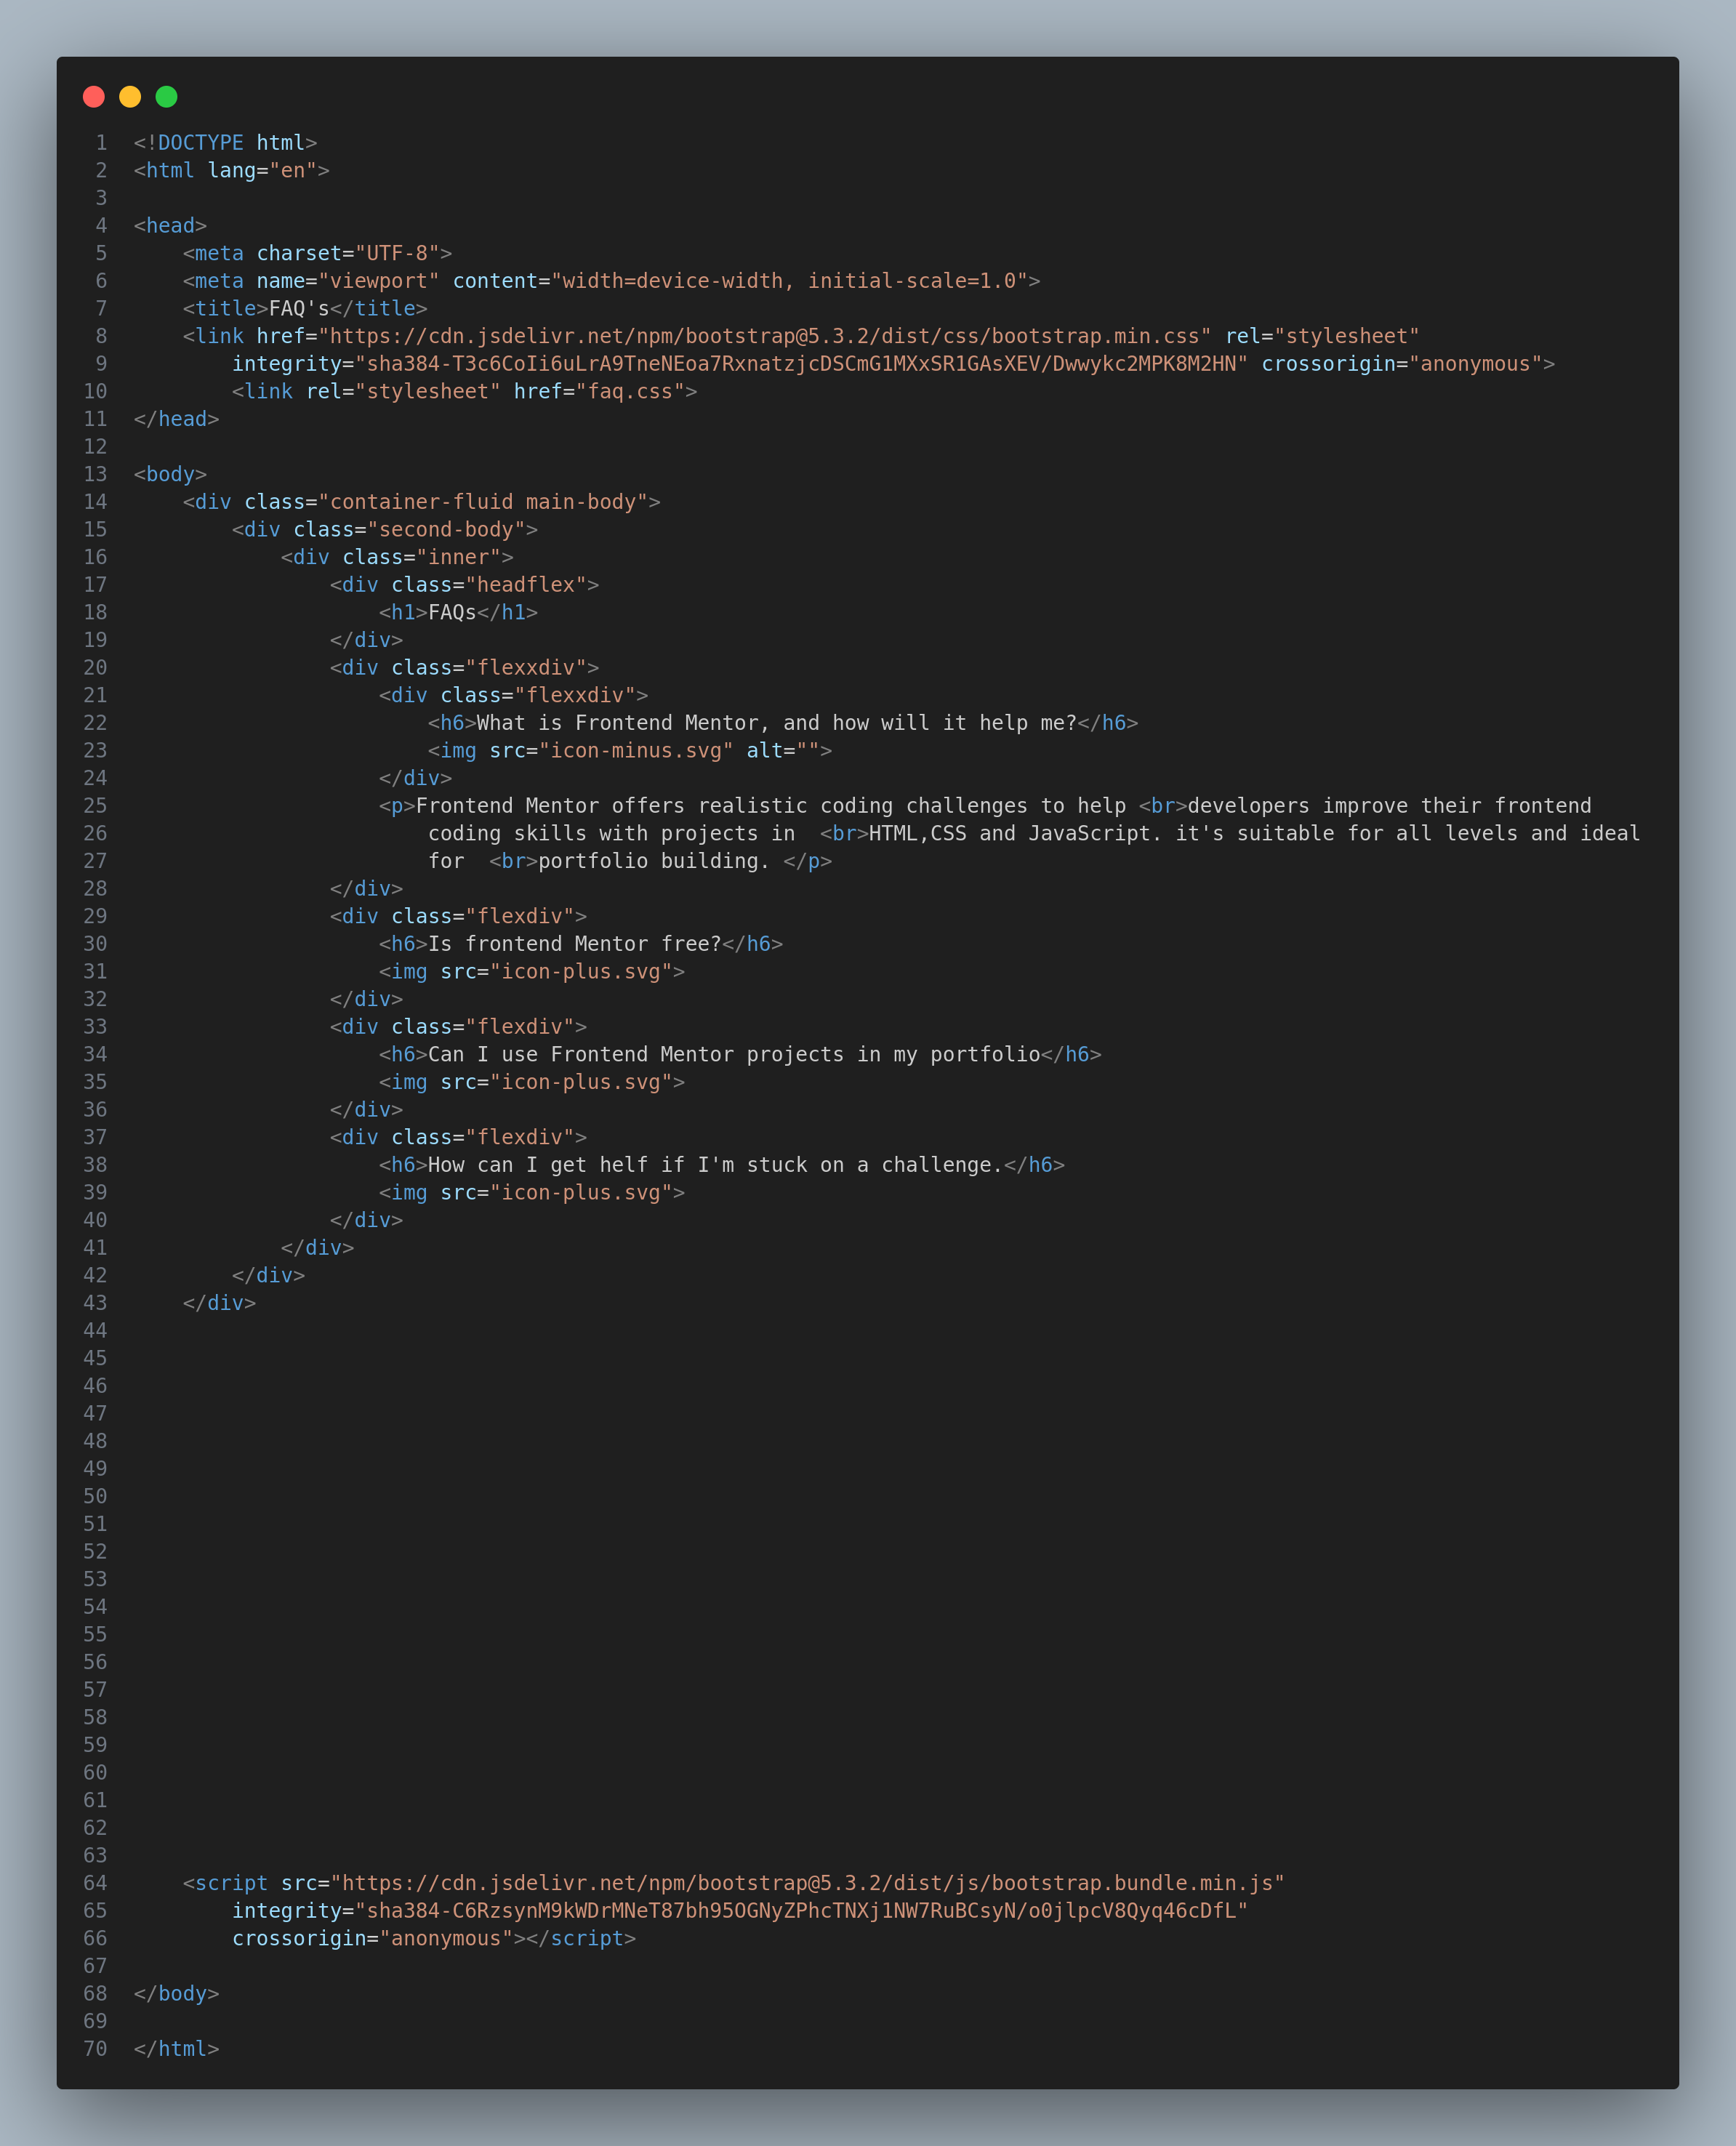 1 <!DOCTYPE html>
2 <html lang="en">
3
4 <head>
5     <meta charset="UTF-8">
6     <meta name="viewport" content="width=device-width, initial-scale=1.0">
7     <title>FAQ's</title>
8     <link href="https://cdn.jsdelivr.net/npm/bootstrap@5.3.2/dist/css/bootstrap.min.css" rel="stylesheet"
9         integrity="sha384-T3c6CoIi6uLrA9TneNEoa7RxnatzjcDSCmG1MXxSR1GAsXEV/Dwwykc2MPK8M2HN" crossorigin="anonymous">
10         <link rel="stylesheet" href="faq.css">
11 </head>
12
13 <body>
14     <div class="container-fluid main-body">
15         <div class="second-body">
16             <div class="inner">
17                 <div class="headflex">
18                     <h1>FAQs</h1>
19                 </div>
20                 <div class="flexxdiv">
21                     <div class="flexxdiv">
22                         <h6>What is Frontend Mentor, and how will it help me?</h6>
23                         <img src="icon-minus.svg" alt="">
24                     </div>
25                     <p>Frontend Mentor offers realistic coding challenges to help <br>developers improve their frontend
26                         coding skills with projects in  <br>HTML,CSS and JavaScript. it's suitable for all levels and ideal
27                         for  <br>portfolio building. </p>
28                 </div>
29                 <div class="flexdiv">
30                     <h6>Is frontend Mentor free?</h6>
31                     <img src="icon-plus.svg">
32                 </div>
33                 <div class="flexdiv">
34                     <h6>Can I use Frontend Mentor projects in my portfolio</h6>
35                     <img src="icon-plus.svg">
36                 </div>
37                 <div class="flexdiv">
38                     <h6>How can I get helf if I'm stuck on a challenge.</h6>
39                     <img src="icon-plus.svg">
40                 </div>
41             </div>
42         </div>
43     </div>
44
45
46
47
48
49
50
51
52
53
54
55
56
57
58
59
60
61
62
63
64     <script src="https://cdn.jsdelivr.net/npm/bootstrap@5.3.2/dist/js/bootstrap.bundle.min.js"
65         integrity="sha384-C6RzsynM9kWDrMNeT87bh95OGNyZPhcTNXj1NW7RuBCsyN/o0jlpcV8Qyq46cDfL"
66         crossorigin="anonymous"></script>
67
68 </body>
69
70 </html>